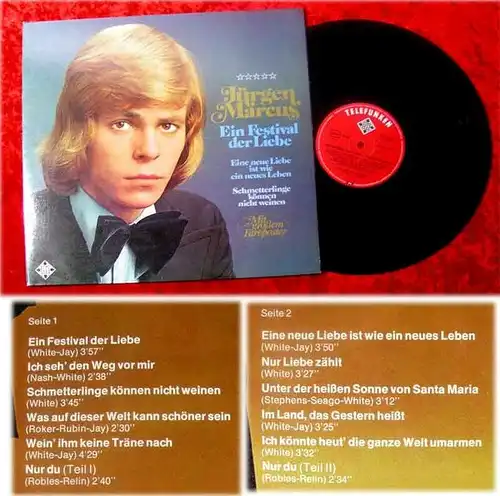 ☆☆☆☆☆
Jürgen
Marcus
Ein Festival
der Liebe
Eine neue Liebe
ist wie
ein neues Leben
Schmetterlinge
können
nicht weinen
Mit
großem
Farbposter
TELEFUNKEN
Seite 1
Ein Festival der Liebe
(White-Jay) 3'57''
Ich seh' den Weg vor mir
(Nash-White) 2'38''
Schmetterlinge können nicht weinen
(White) 3'45''
Was auf dieser Welt kann schöner sein
(Roker-Rubin-Jay) 2'30''
Wein' ihm keine Träne nach
(White-Jay) 4'29''
Nur du (Teil I)
(Robles-Relin) 2'40''
Seite 2
Eine neue Liebe ist wie ein neues Leben
(White-Jay) 3'50''
Nur Liebe zählt
(White) 3'27''
Unter der heißen Sonne von Santa Maria
(Stephens-Seago-White) 3'12''
Im Land, das Gestern heißt
(White-Jay) 3'25''
Ich könnte heut' die ganze Welt umarmen
(White) 3'32''
Nur du (Teil II)
(Robles-Relin) 2'34''